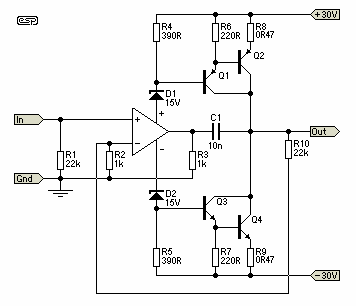 esp
+30V
R4
390R
R6
220R
R8
0R47
Q2
Q1
D1
15V
In
+
+
C1
10n
Out
R1
22k
R2
1k
R3
1k
R10
22k
Gnd
D2
15V
Q3
Q4
R5
390R
R7
220R
R9
0R47
-30V